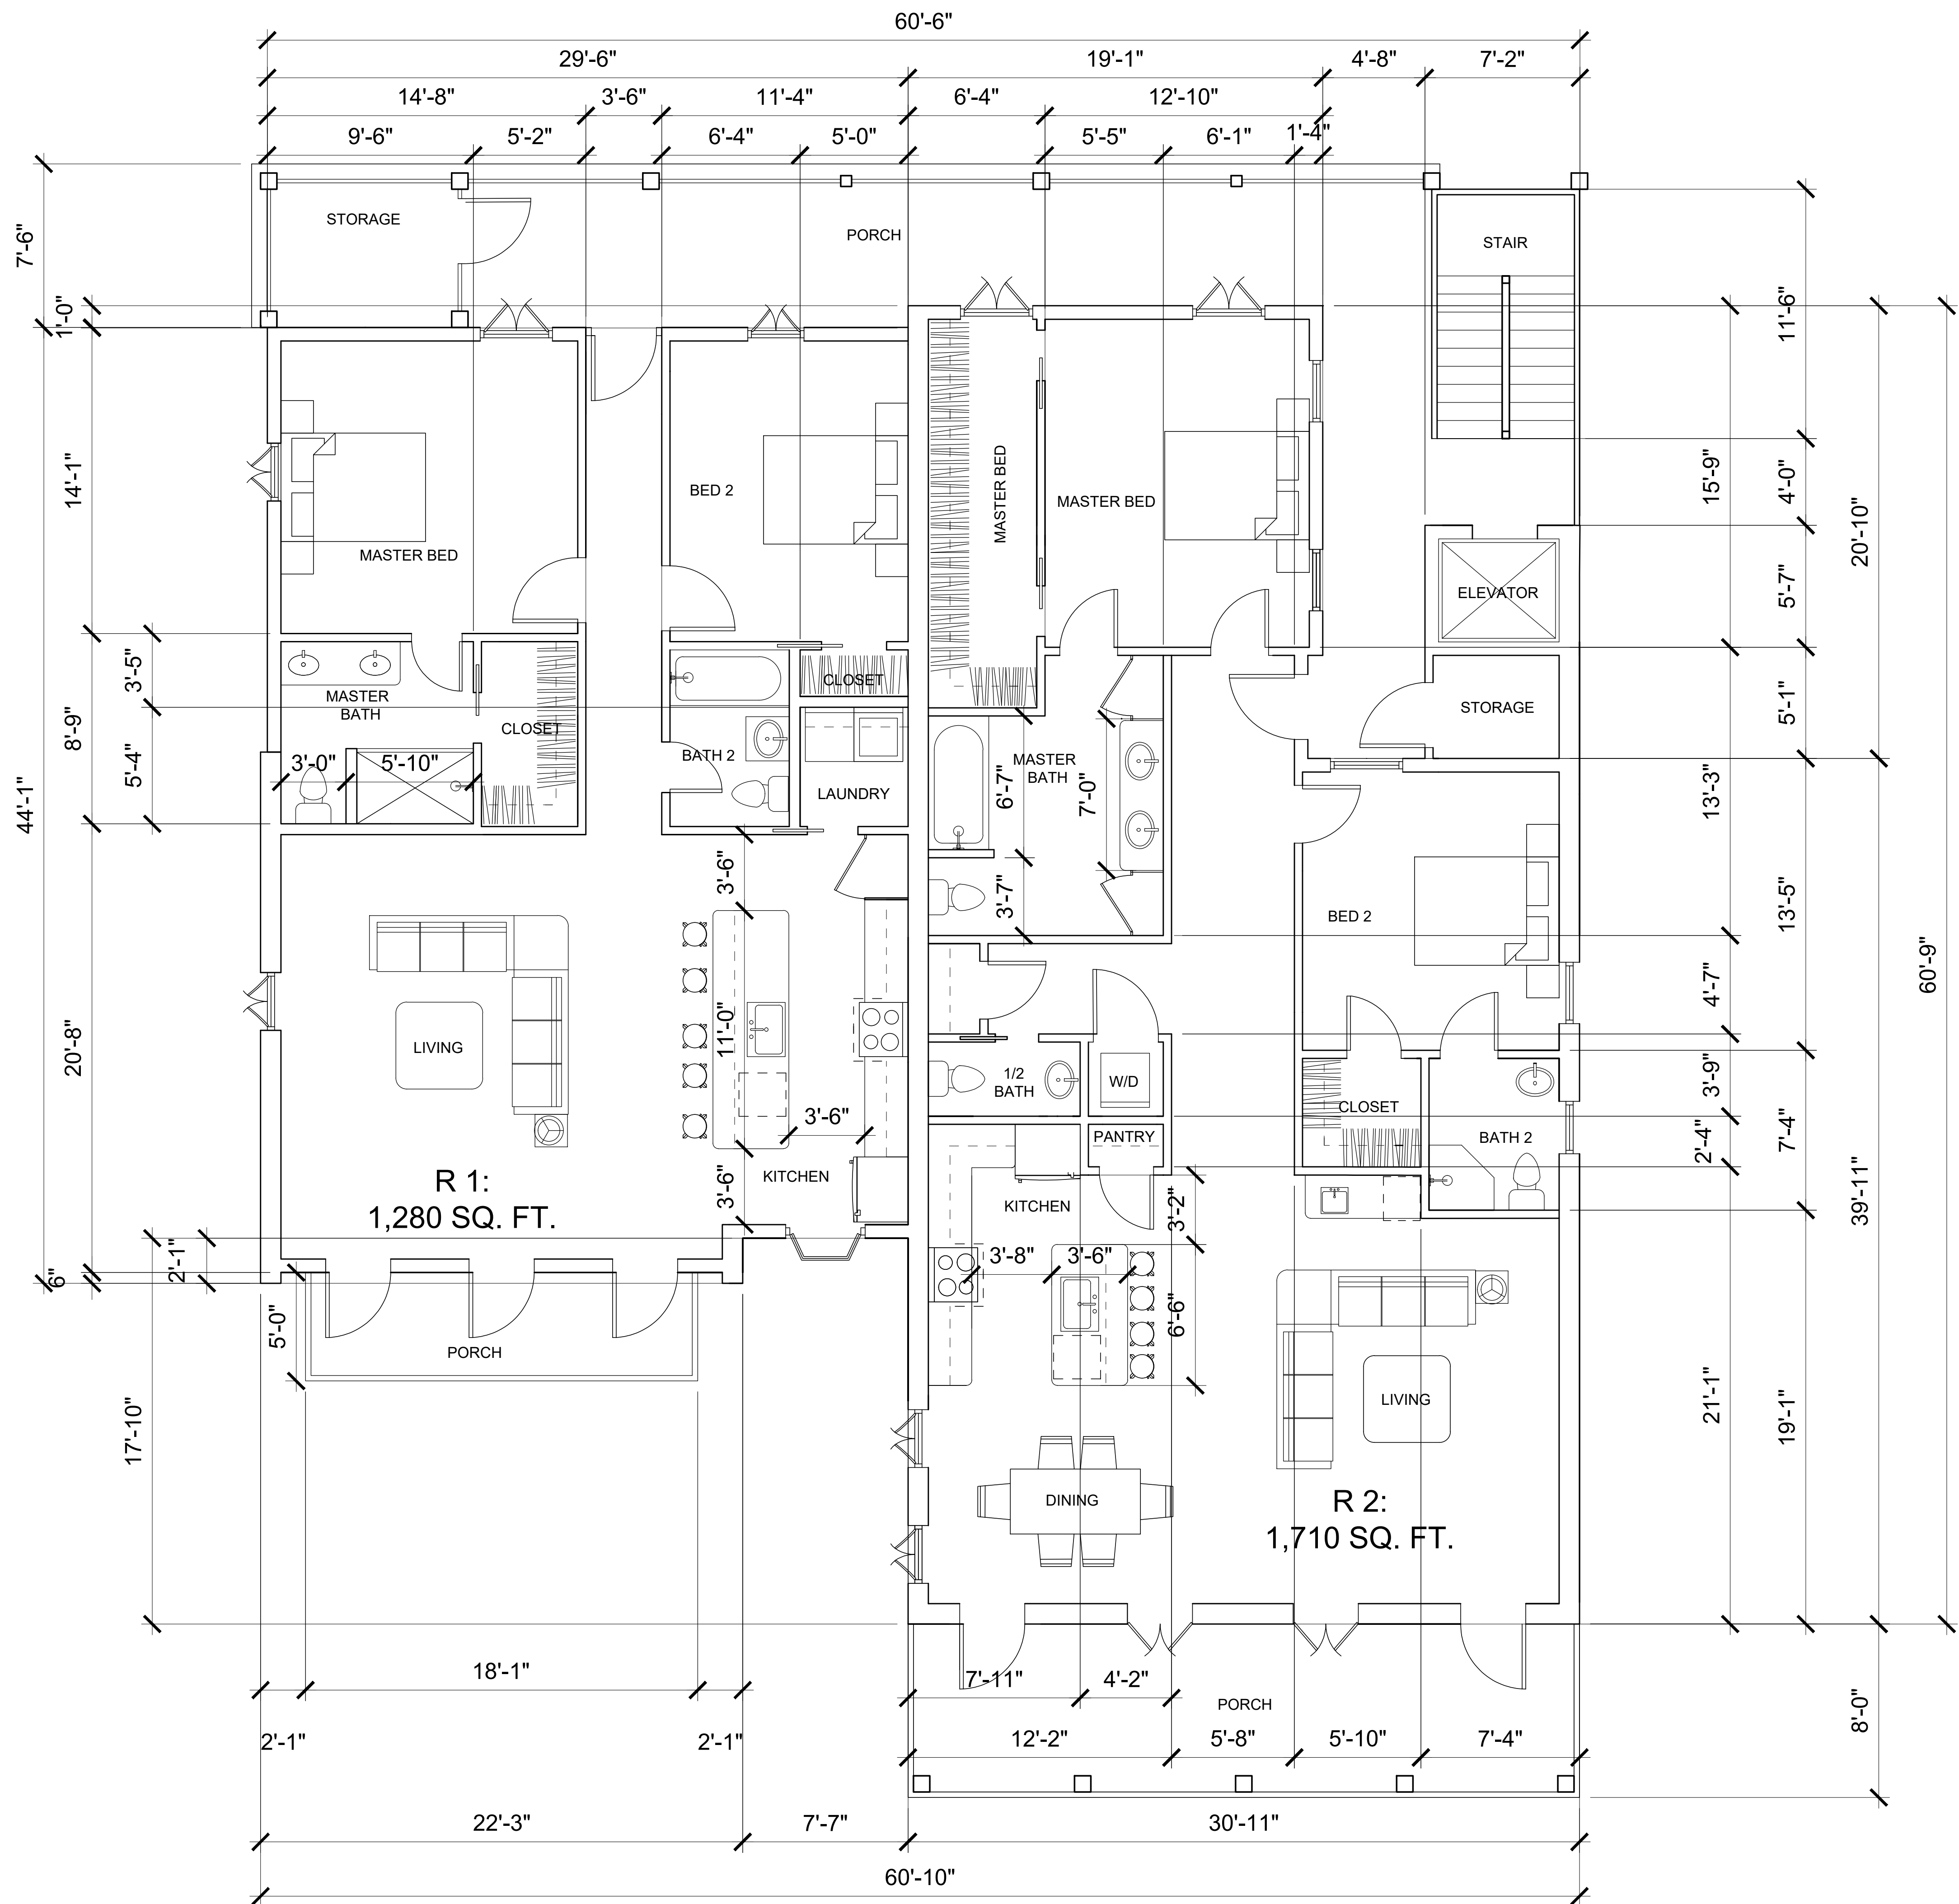 60'-6"
29'-6" 19'-1" 4'-8" 7'-2"
14'-8" 3'-6" 11'-4" 6'-4" 12'-10"
9'-6" 5'-2" 6'-4" 5'-0" 5'-5" 6'-1" 1'-4"
STORAGE
PORCH
STAIR
7'-6"
1'-0"
11'-6"
14'-1"
BED 2
MASTER BED
MASTER BED
MASTER BED
15'-9"
4'-0"
20'-10"
ELEVATOR
5'-7"
3'-5"
8'-9"
5'-4"
44'-1"
MASTER
BATH
CLOSET
CLOSET
3'-0"
5'-10"
BATH 2
LAUNDRY
MASTER
BATH
6'-7"
7'-0"
3'-7"
STORAGE
5'-1"
13'-3"
13'-5"
60'-9"
BED 2
3'-6"
11'-0"
3'-6"
3'-6"
LIVING
KITCHEN
20'-8"
R 1:
1,280 SQ. FT.
4'-7"
3'-9"
2'-4"
7'-4"
39'-11"
1/2
BATH
W/D
PANTRY
CLOSET
BATH 2
KITCHEN
3'-2"
3'-8"
3'-6"
6'-6"
6"
2'-1"
5'-0"
PORCH
17'-10"
LIVING
DINING
R 2:
1,710 SQ. FT.
21'-1"
19'-1"
18'-1"
2'-1"
2'-1"
7'-11" 4'-2"
PORCH
12'-2" 5'-8" 5'-10" 7'-4"
8'-0"
22'-3" 7'-7" 30'-11"
60'-10"